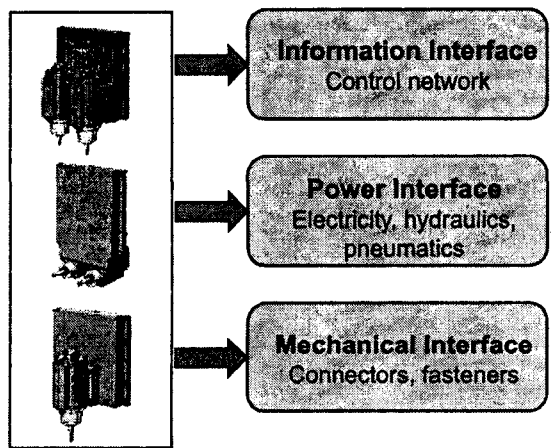 Information Interface
Control network
Power Interface
Electricity, hydraulics,
pneumatics
Mechanical Interface
Connectors, fasteners